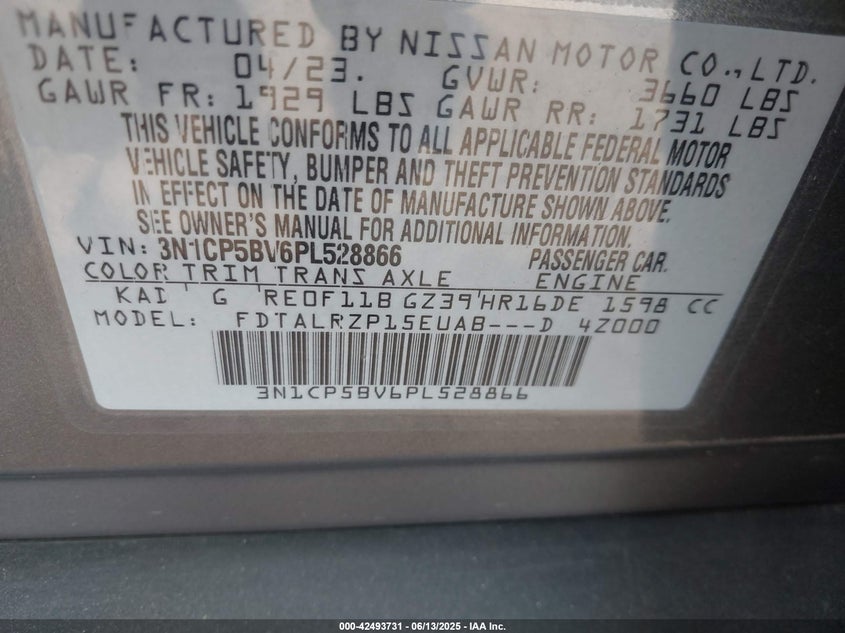 MANUFACTURED BY NISSAN MOTOR CO.,LTD.
DATE: 04/23. GVWR: 3660 LBS
GAWR FR: 1929 LBS GAWR RR: 1731 LBS
THIS VEHICLE CONFORMS TO ALL APPLICABLE FEDERAL MOTOR
VEHICLE SAFETY, BUMPER AND THEFT PREVENTION STANDARDS
IN EFFECT ON THE DATE OF MANUFACTURE SHOWN ABOVE.
SEE OWNER'S MANUAL FOR ADDITIONAL INFORMATION.
VIN: 3N1CP5BV6PL528866 PASSENGER CAR.
COLOR TRIM TRANS AXLE ENGINE
KAD G RE0F11B GZ39 HR16DE 1598 CC
MODEL: FDTALRZP15EUAB---D 4Z000
3N1CP5BV6PL528866
000-42493731 - 06/13/2025 - IAA Inc.